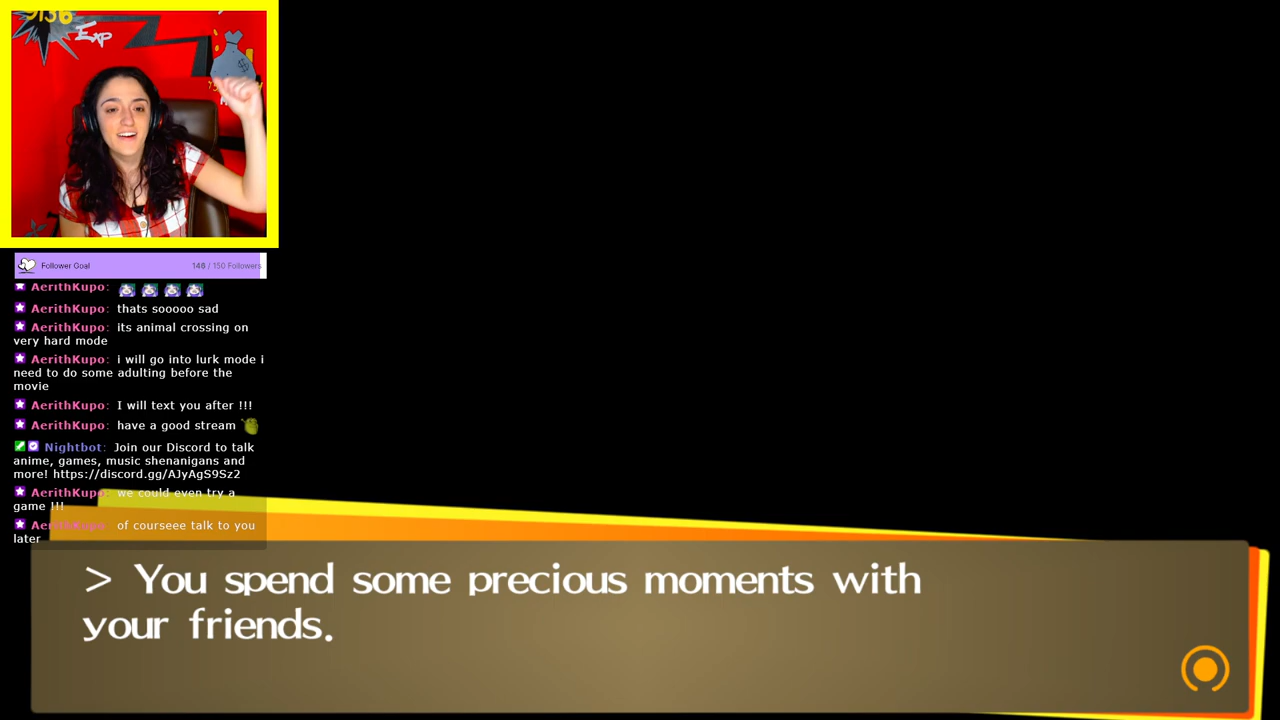 9136
Exp
Follower Goal 146 / 150 Followers
AerithKupo:
AerithKupo: thats sooooo sad
AerithKupo: its animal crossing on
very hard mode
AerithKupo: i will go into lurk mode i
need to do some adulting before the
movie
AerithKupo: I will text you after !!!
AerithKupo: have a good stream
Nightbot: Join our Discord to talk
anime, games, music shenanigans and
more! https://discord.gg/AJyAgS9Sz2
AerithKupo: we could even try a
game !!!
AerithKupo: of courseee talk to you
later
> You spend some precious moments with
your friends.